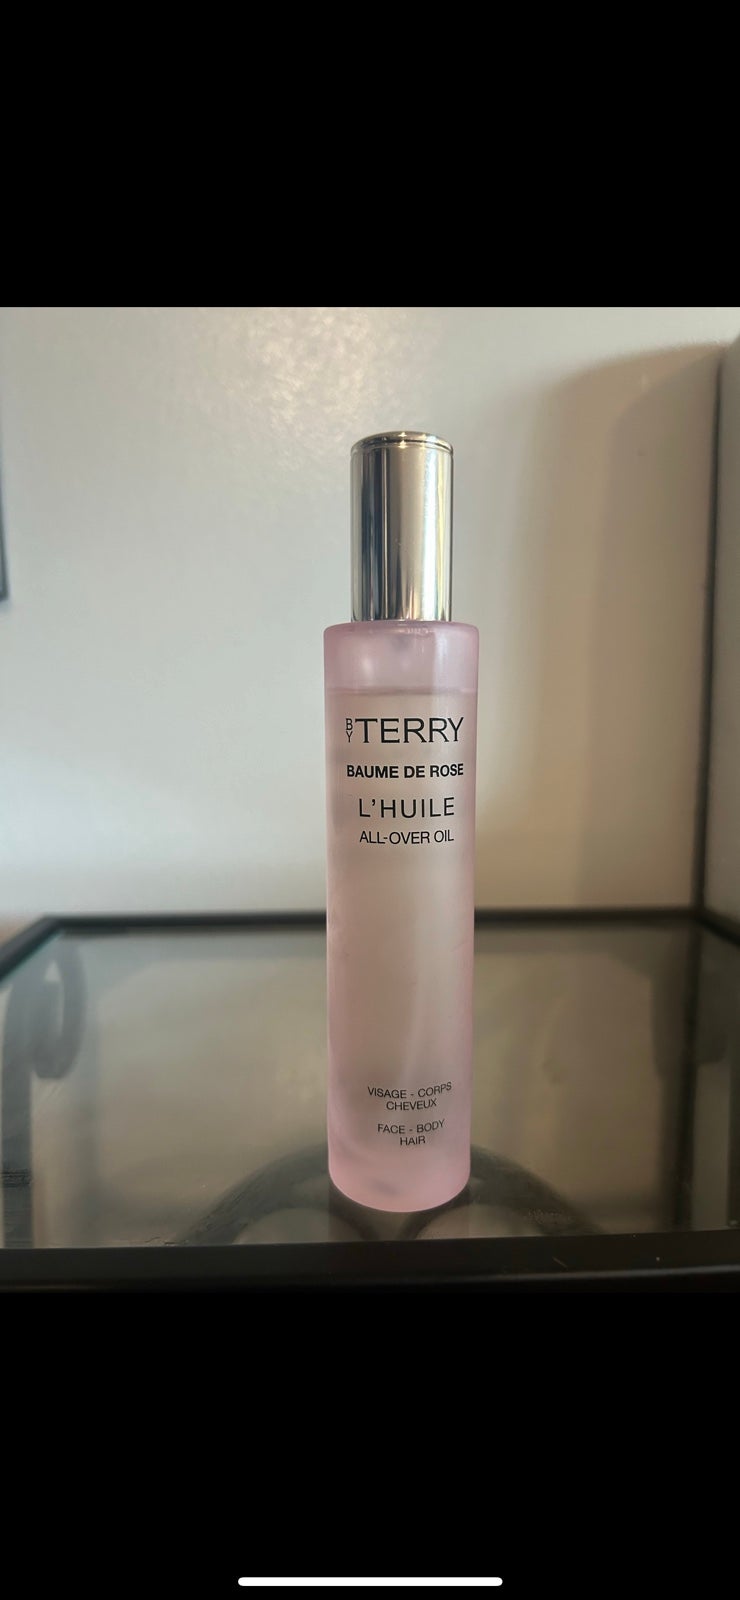 BY TERRY
BAUME DE ROSE
L'HUILE
ALL-OVER OIL
VISAGE - CORPS
CHEVEUX
FACE - BODY
HAIR